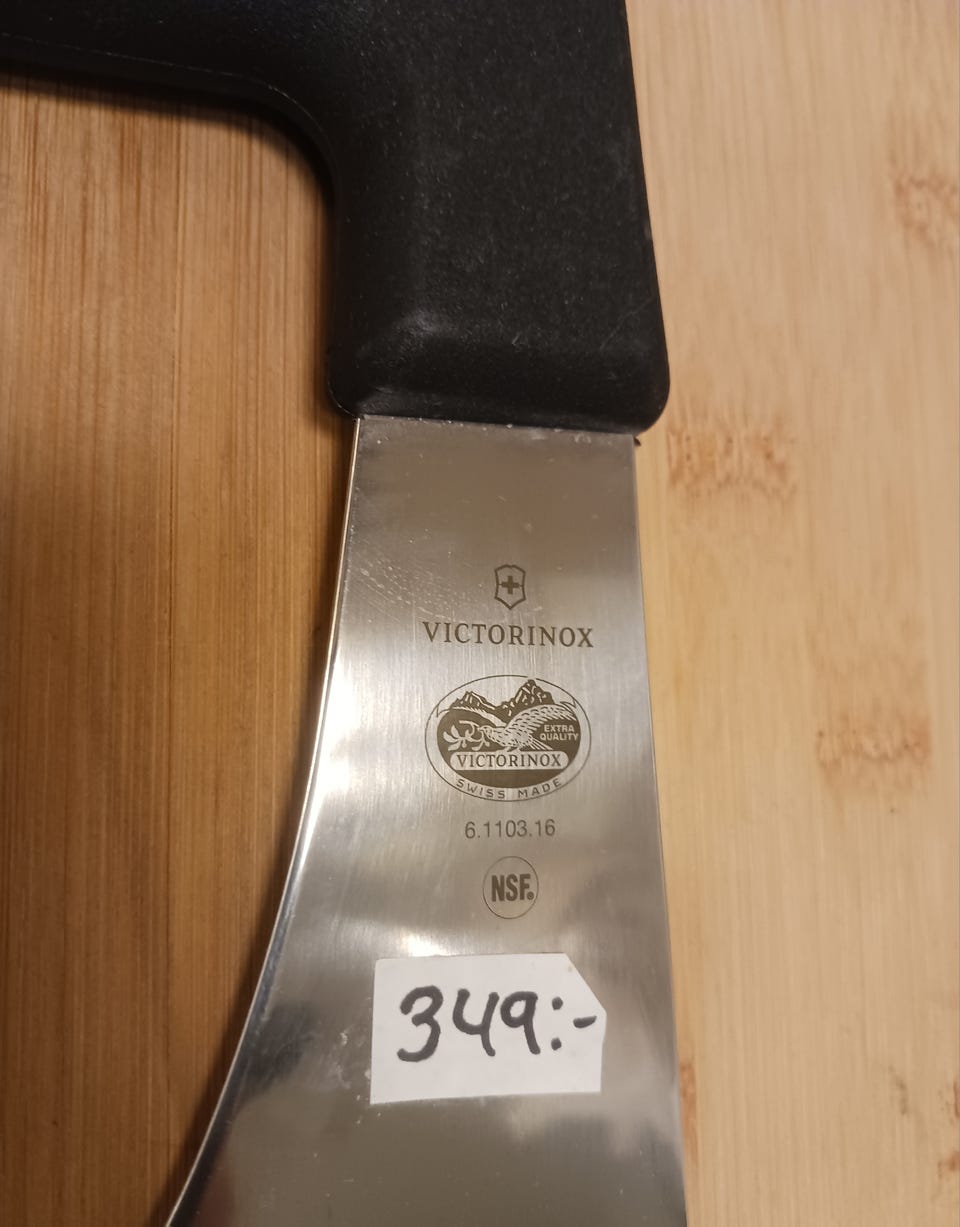 VICTORINOX
EXTRA
QUALITY
VICTORINOX
SWISS MADE
6.1103.16
NSF®
349:-